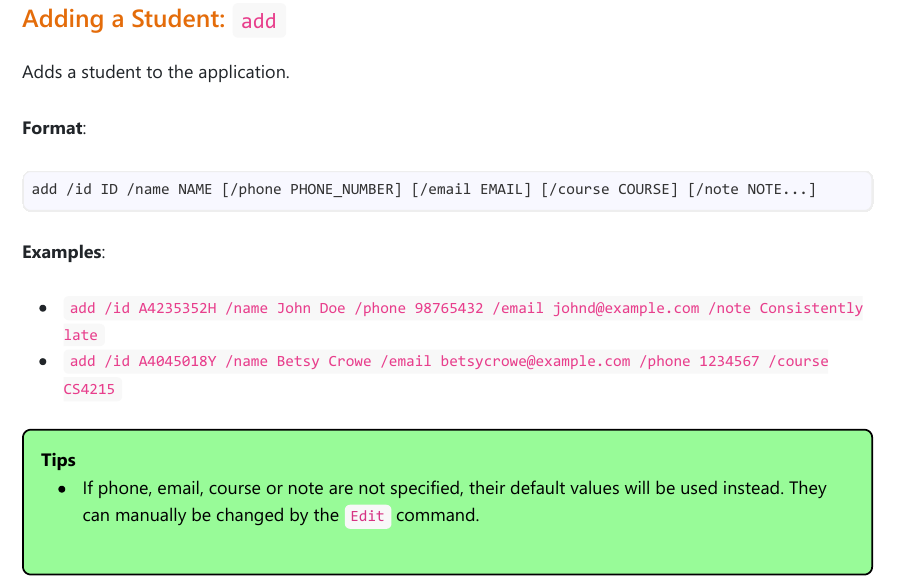 Adding a Student: add
Adds a student to the application.
Format:
add /id ID /name NAME [/phone PHONE_NUMBER] [/email EMAIL] [/course COURSE] [/note NOTE...]
Examples:
● add /id A4235352H /name John Doe /phone 98765432 /email johnd@example.com /note Consistently
late
● add /id A4045018Y /name Betsy Crowe /email betsycrowe@example.com /phone 1234567 /course
CS4215
Tips
● If phone, email, course or note are not specified, their default values will be used instead. They
can manually be changed by the Edit command.